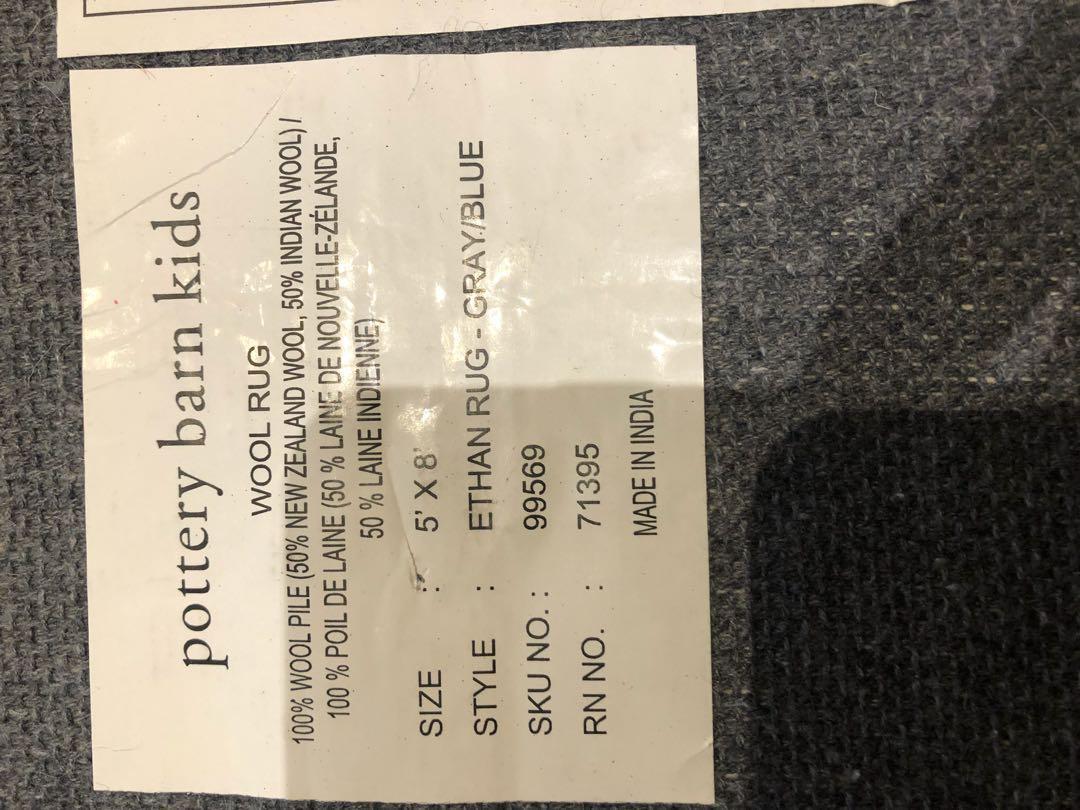 pottery barn kids
WOOL RUG
100% WOOL PILE (50% NEW ZEALAND WOOL, 50% INDIAN WOOL) /
100 % POIL DE LAINE (50 % LAINE DE NOUVELLE-ZÉLANDE,
50 % LAINE INDIENNE)
SIZE : 5' X 8'
STYLE : ETHAN RUG - GRAY/BLUE
SKU NO. : 99569
RN NO. : 71395
MADE IN INDIA